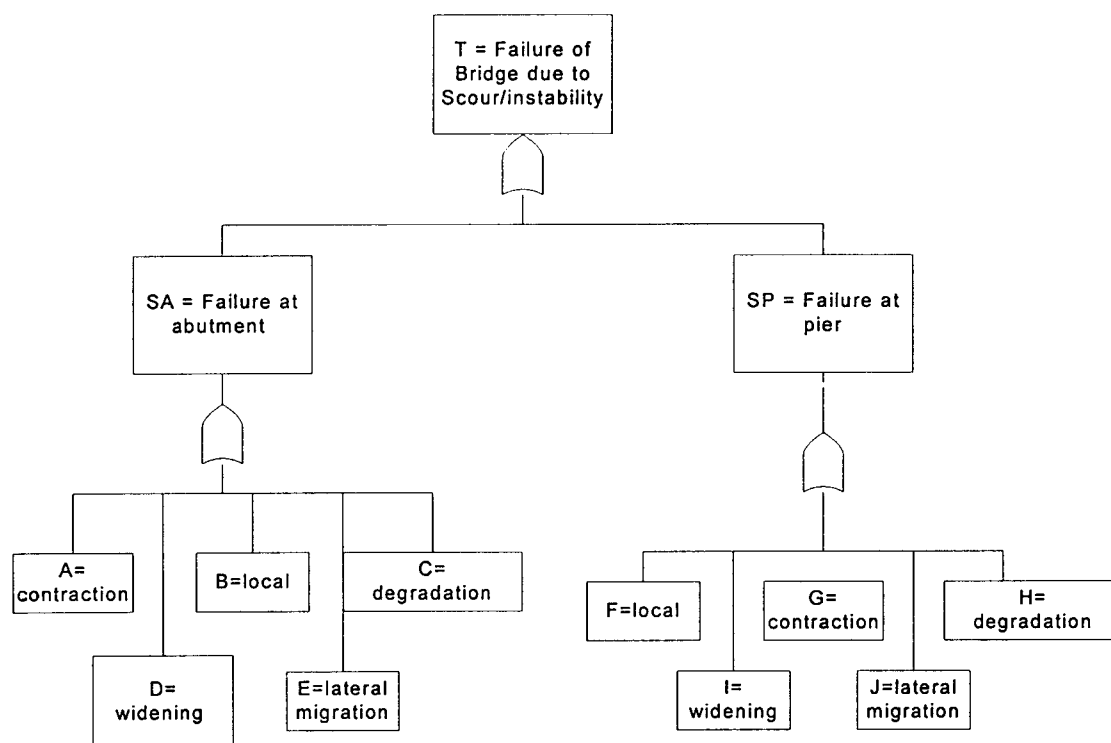 T = Failure of
Bridge due to
Scour/instability
SA = Failure at
abutment
SP = Failure at
pier
A=
contraction
B=local
C=
degradation
D=
widening
E=lateral
migration
F=local
G=
contraction
H=
degradation
I=
widening
J=lateral
migration